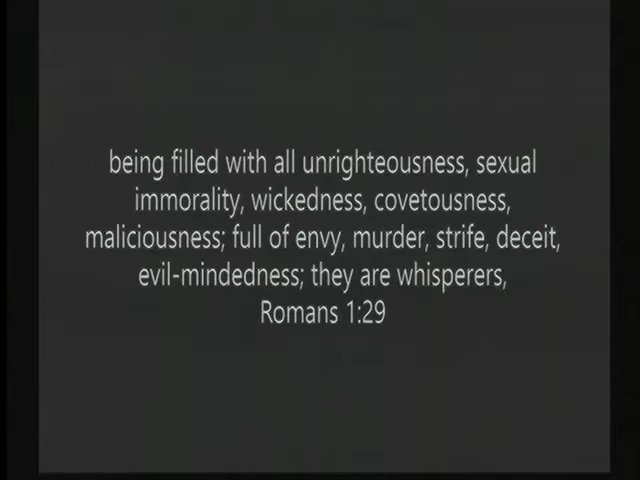 being filled with all unrighteousness, sexual
immorality, wickedness, covetousness,
maliciousness; full of envy, murder, strife, deceit,
evil-mindedness; they are whisperers,
Romans 1:29